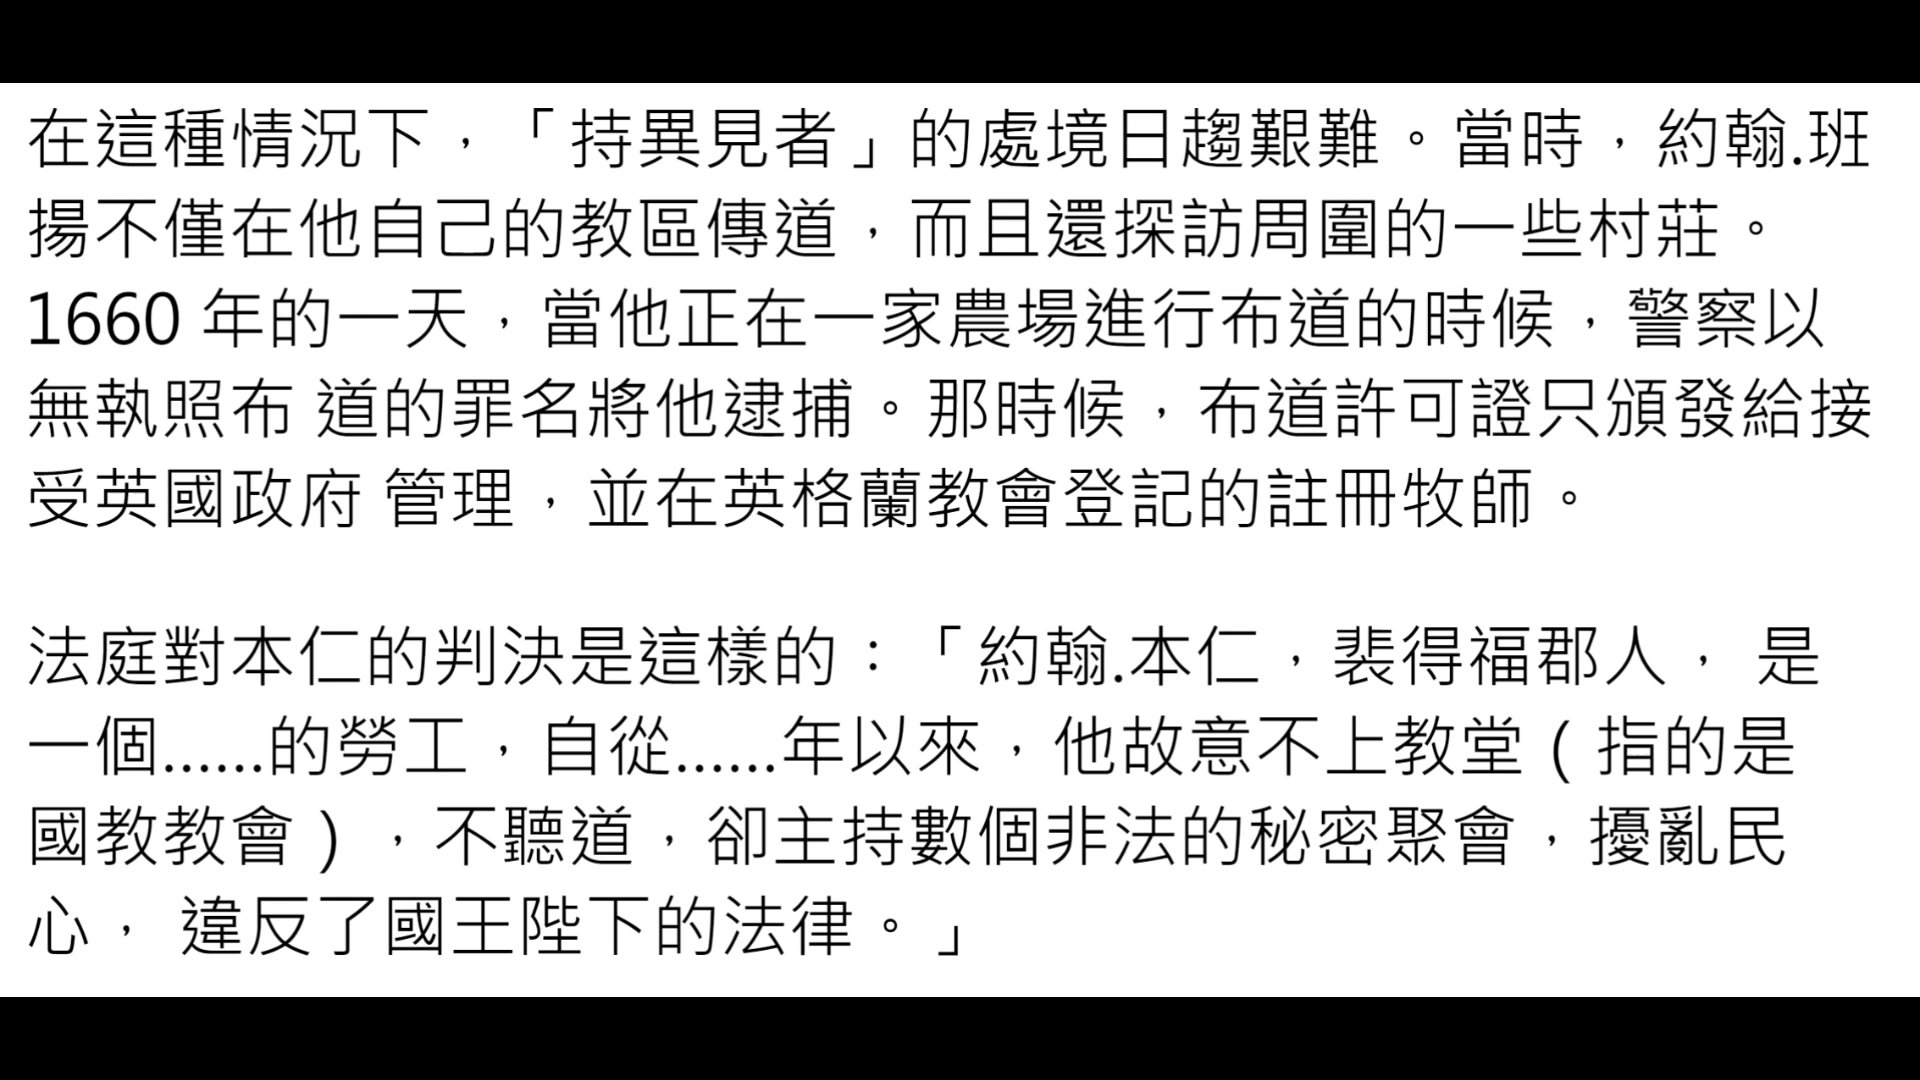 在這種情況下，「持異見者」的處境日趨艱難。當時，約翰.班
揚不僅在他自己的教區傳道，而且還探訪周圍的一些村莊。
1660 年的一天，當他正在一家農場進行布道的時候，警察以
無執照布 道的罪名將他逮捕。那時候，布道許可證只頒發給接
受英國政府 管理，並在英格蘭教會登記的註冊牧師。
法庭對本仁的判決是這樣的：「約翰.本仁，裴得福郡人， 是
一個......的勞工，自從......年以來，他故意不上教堂（指的是
國教教會），不聽道，卻主持數個非法的秘密聚會，擾亂民
心， 違反了國王陛下的法律。」